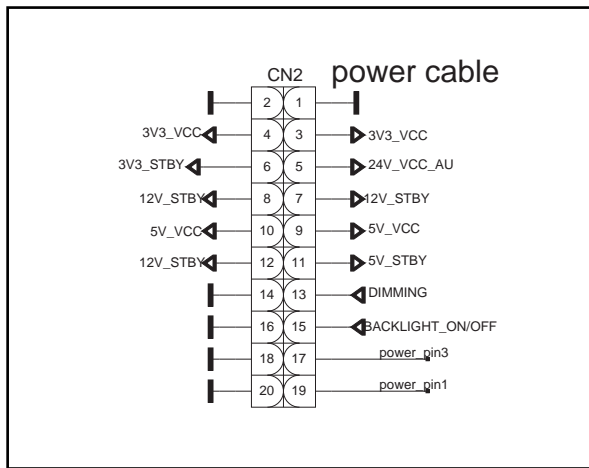 CN2 power cable
2 1
3V3_VCC 4 3 3V3_VCC
3V3_STBY 6 5 24V_VCC_AU
12V_STBY 8 7 12V_STBY
5V_VCC 10 9 5V_VCC
12V_STBY 12 11 5V_STBY
14 13 DIMMING
16 15 BACKLIGHT_ON/OFF
18 17 power_pin3
20 19 power_pin1